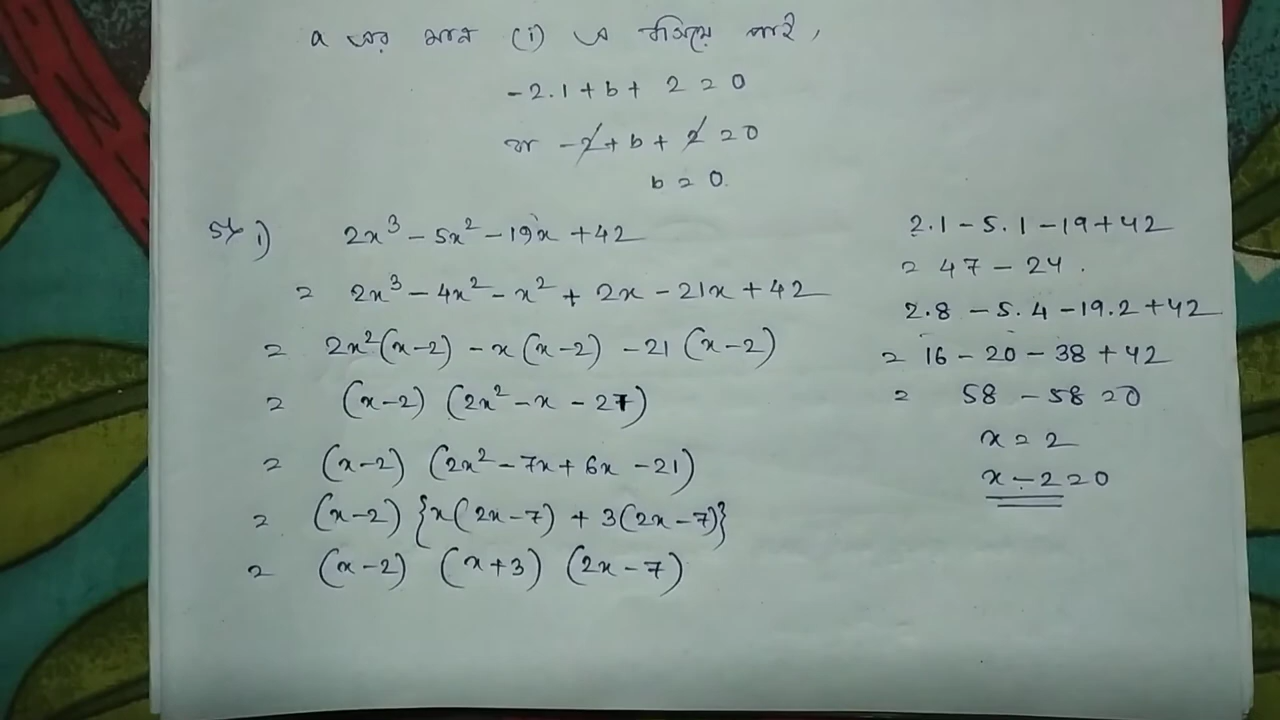 a এর মান (i) এ বসিয়ে পাই,
-2.1 + b + 2 = 0
বা -2 + b + 2 = 0
b = 0.
i) 2x³ - 5x² - 19x + 42
= 2x³ - 4x² - x² + 2x - 21x + 42
= 2x²(x-2) - x(x-2) - 21(x-2)
= (x-2) (2x² - x - 21)
= (x-2) (2x² - 7x + 6x - 21)
= (x-2) {x(2x-7) + 3(2x-7)}
= (x-2) (x+3) (2x-7)
2.1 - 5.1 - 19 + 42
= 47 - 24.
2.8 - 5.4 - 19.2 + 42
= 16 - 20 - 38 + 42
= 58 - 58 = 0
x = 2
x - 2 = 0